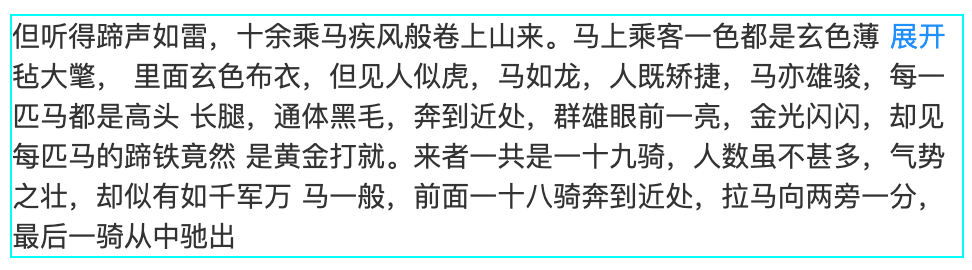 但听得蹄声如雷，十余乘马疾风般卷上山来。马上乘客一色都是玄色薄 展开
毡大氅， 里面玄色布衣，但见人似虎，马如龙，人既矫捷，马亦雄骏，每一
匹马都是高头 长腿，通体黑毛，奔到近处，群雄眼前一亮，金光闪闪，却见
每匹马的蹄铁竟然 是黄金打就。来者一共是一十九骑，人数虽不甚多，气势
之壮，却似有如千军万 马一般，前面一十八骑奔到近处，拉马向两旁一分，
最后一骑从中驰出